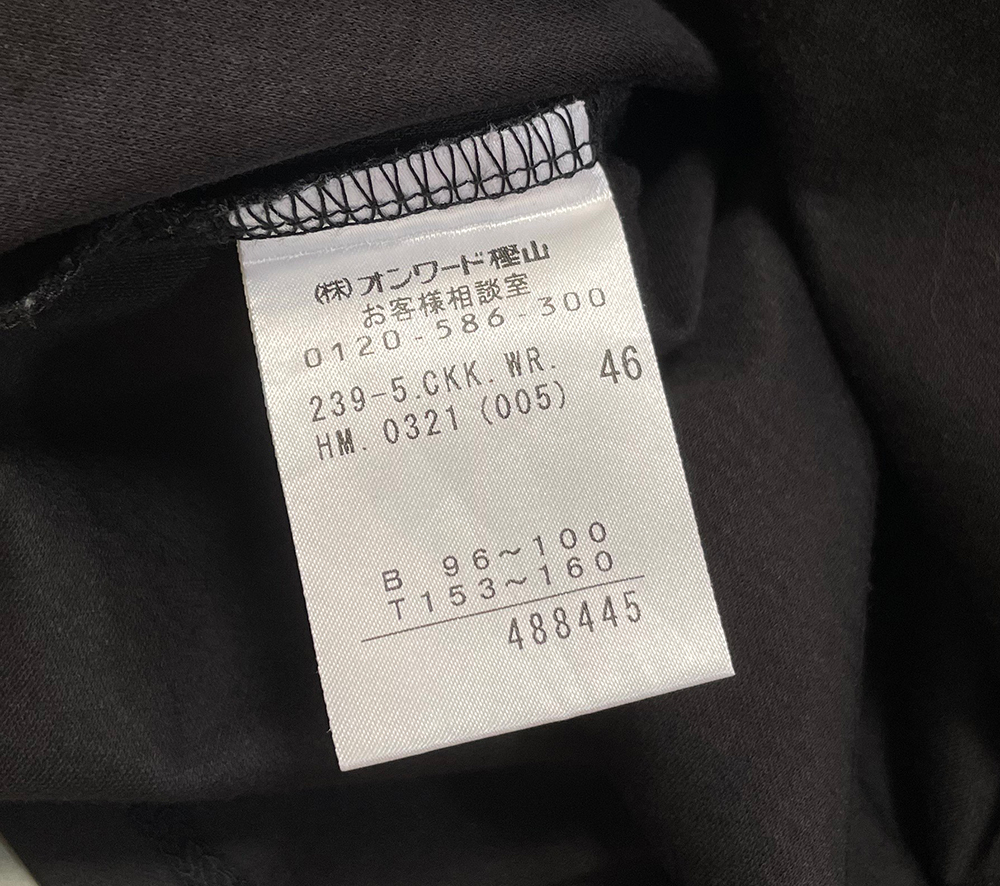 (株)オンワード樫山
お客様相談室
0120-586-300
239-5.CKK.WR. 46
HM. 0321 (005)
B 96~100
T 153~160
488445